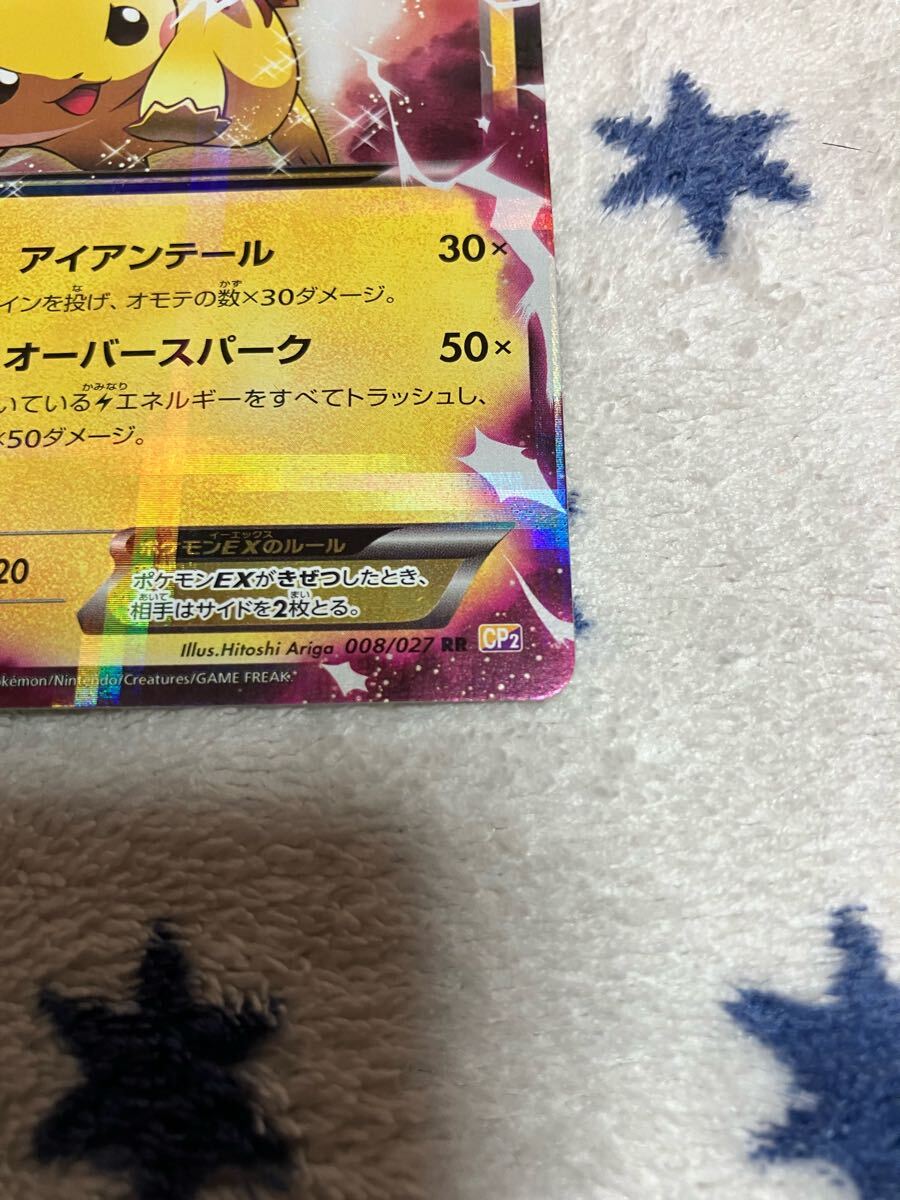 アイアンテール 30×
インを投げ、オモテの数×30ダメージ。
オーバースパーク 50×
いているエネルギーをすべてトラッシュし、
×50ダメージ。
20
ポケモンEXのルール
ポケモンEXがきぜつしたとき、
相手はサイドを2枚とる。
Illus.Hitoshi Ariga 008/027 RR CP2
okémon/Nintendo/Creatures/GAME FREAK.